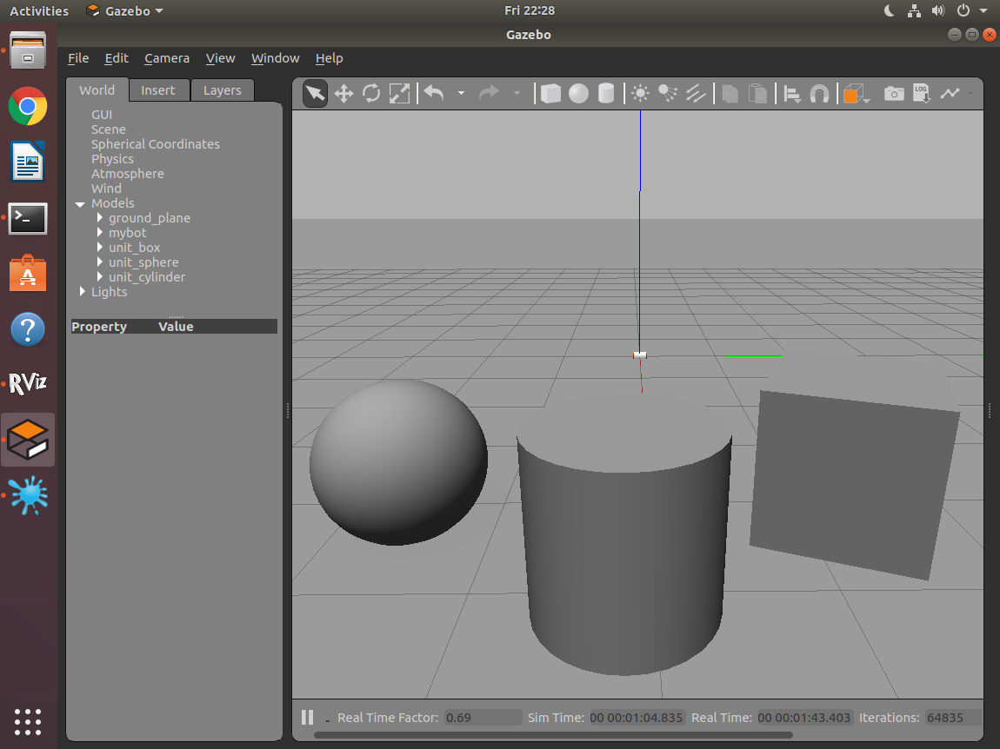 Activities Gazebo Fri 22:28
Gazebo
File Edit Camera View Window Help
World Insert Layers
LOG
GUI
Scene
Spherical Coordinates
Physics
Atmosphere
Wind
Models
ground_plane
mybot
unit_box
unit_sphere
unit_cylinder
Lights
Property Value
RViz
Real Time Factor: 0.69 Sim Time: 00 00:01:04.835 Real Time: 00 00:01:43.403 Iterations: 64835